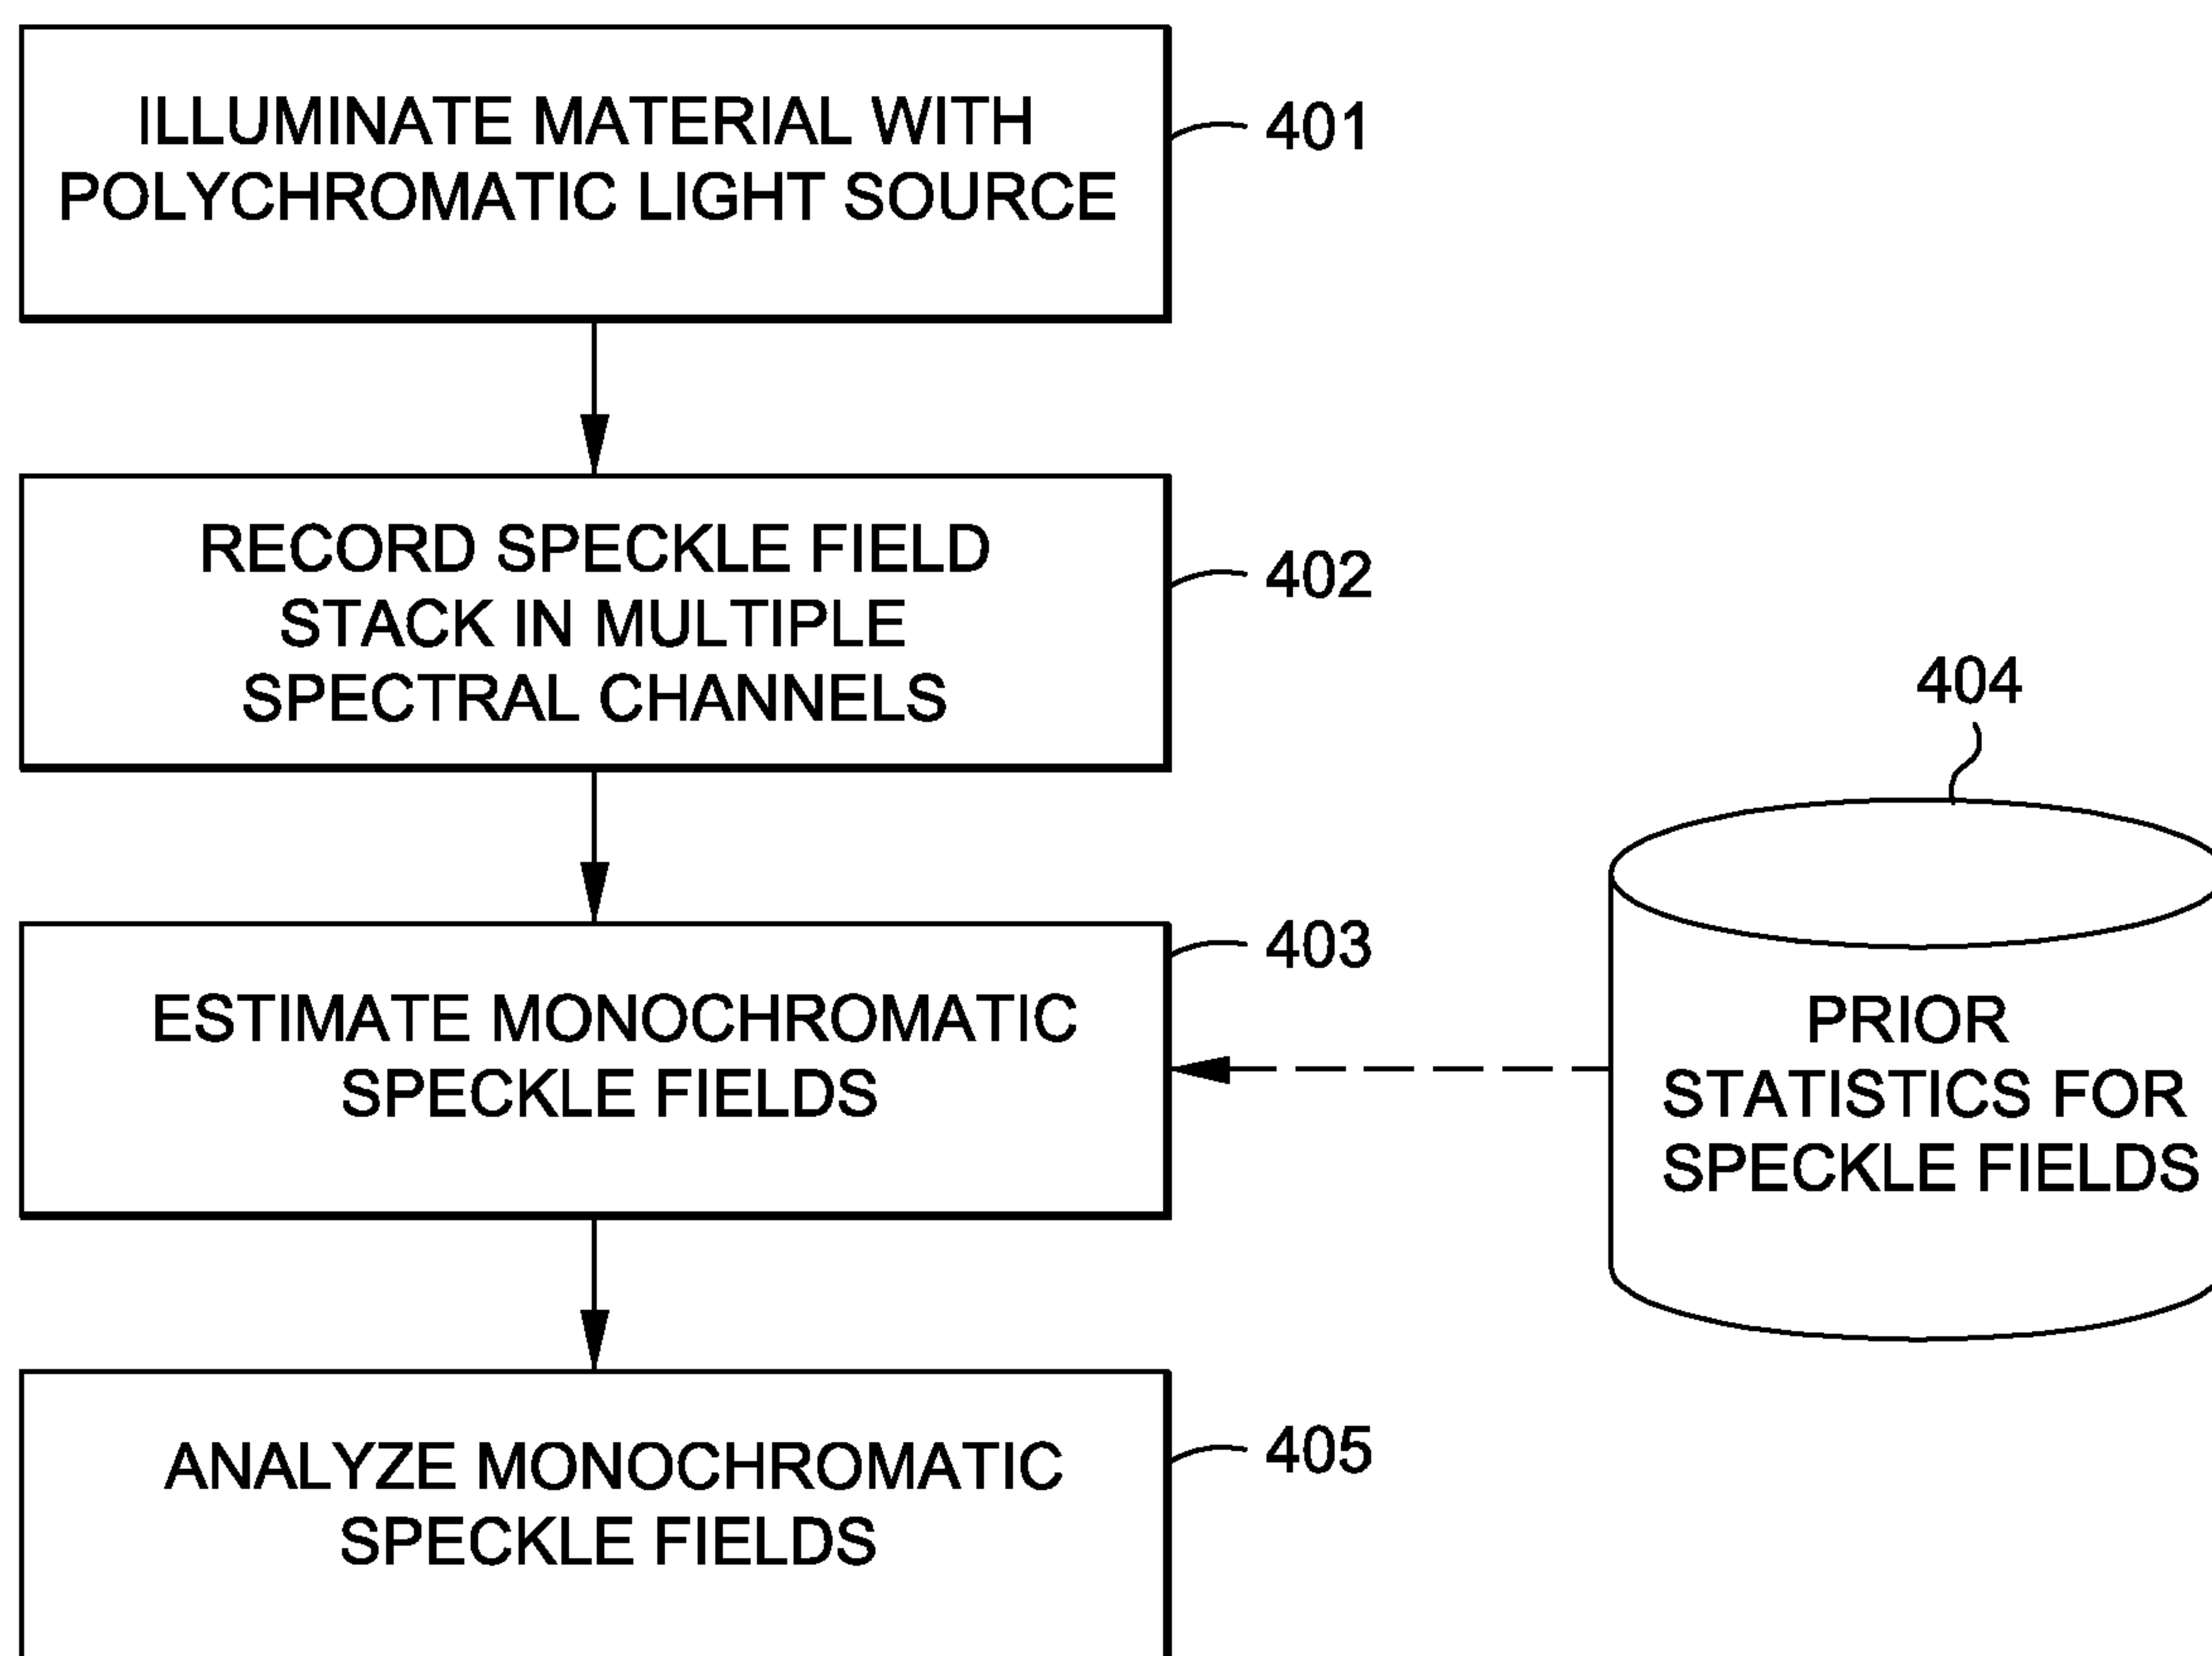 ILLUMINATE MATERIAL WITH
POLYCHROMATIC LIGHT SOURCE
401
RECORD SPECKLE FIELD
STACK IN MULTIPLE
SPECTRAL CHANNELS
402
404
403
ESTIMATE MONOCHROMATIC
SPECKLE FIELDS
PRIOR
STATISTICS FOR
SPECKLE FIELDS
ANALYZE MONOCHROMATIC
SPECKLE FIELDS
405